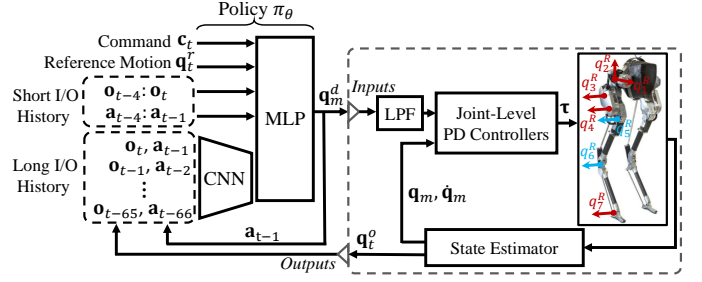 Policy π_θ
Command c_t
Reference Motion q_t^r
Short I/O History
o_{t−4}: o_t
a_{t−4}: a_{t−1}
Long I/O History
o_t, a_{t−1}
o_{t−1}, a_{t−2}
⋮
o_{t−65}, a_{t−66}
CNN
MLP
q_m^d
a_{t−1}
Inputs
LPF
Joint-Level
PD Controllers
τ
q_m, q̇_m
q_t^o
State Estimator
Outputs
q_2^R
q_1^R
q_3^R
q_4^R
q_5^R
q_6^R
q_7^R